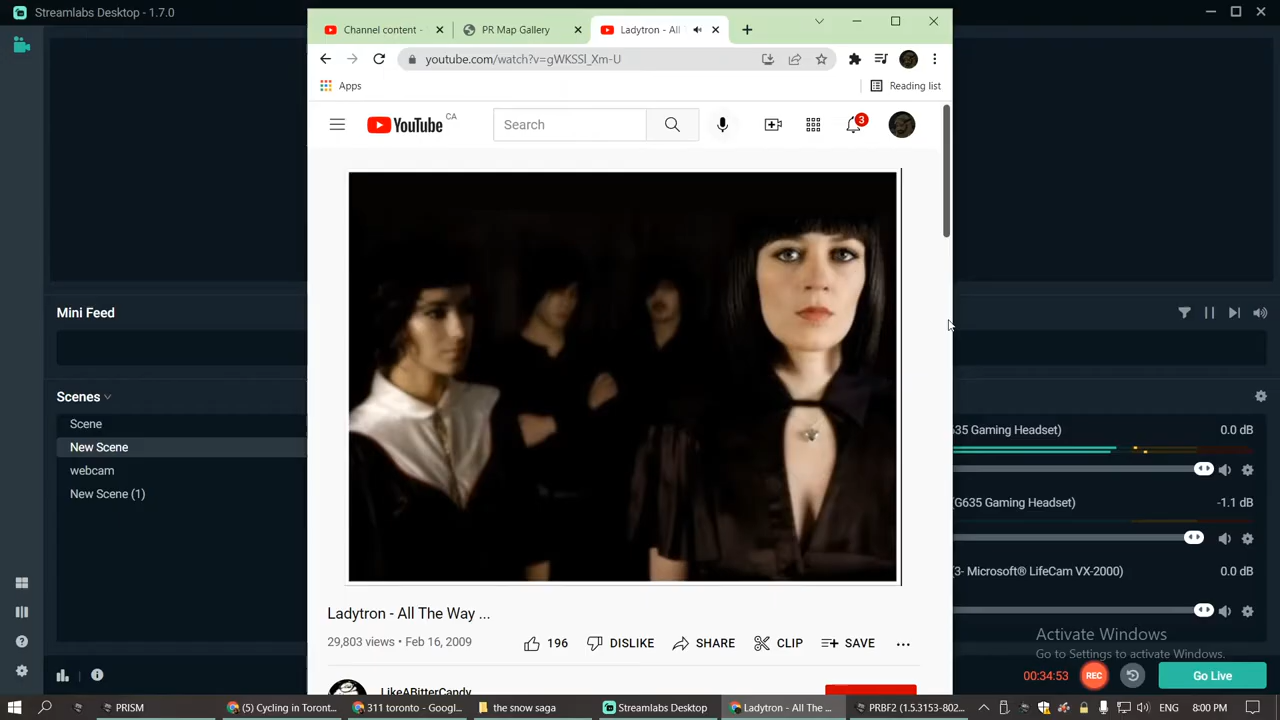 Streamlabs Desktop - 1.7.0
Channel content -
PR Map Gallery
Ladytron - All
youtube.com/watch?v=gWKSSl_Xm-U
Apps
Reading list
YouTube CA
Search
3
Mini Feed
Scenes
Scene
New Scene
webcam
New Scene (1)
G635 Gaming Headset)
0.0 dB
(G635 Gaming Headset)
-1.1 dB
(3- Microsoft® LifeCam VX-2000)
0.0 dB
Ladytron - All The Way ...
29,803 views • Feb 16, 2009
196
DISLIKE
SHARE
CLIP
SAVE
LikeABitterCandy
Activate Windows
Go to Settings to activate Windows.
00:34:53
REC
Go Live
PRISM
(5) Cycling in Toront...
311 toronto - Googl...
the snow saga
Streamlabs Desktop
Ladytron - All The ...
PRBF2 (1.5.3153-802...
ENG
8:00 PM